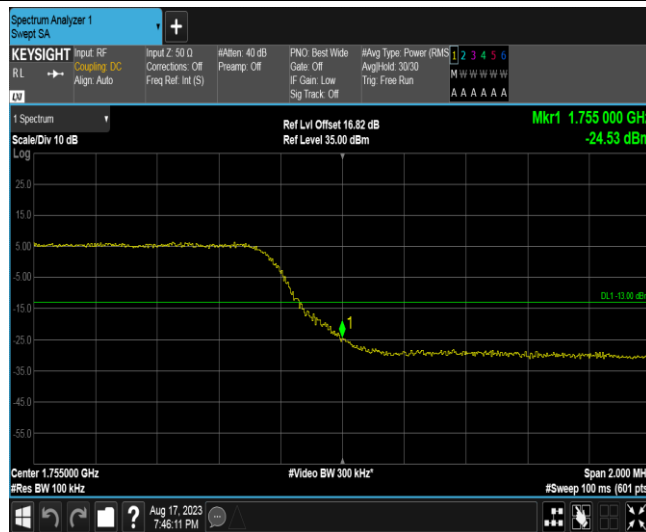 Spectrum Analyzer 1
Swept SA
+
KEYSIGHT Input: RF Input Z: 50 Ω #Atten: 40 dB PNO: Best Wide #Avg Type: Power (RMS 1 2 3 4 5 6
RL Coupling: DC Corrections: Off Preamp: Off Gate: Off Avg|Hold: 30/30 M W W W W W
Align: Auto Freq Ref: Int (S) IF Gain: Low Trig: Free Run
Sig Track: Off A A A A A A
LXI
1 Spectrum Ref Lvl Offset 16.82 dB Mkr1 1.755 000 GHz
Scale/Div 10 dB Ref Level 35.00 dBm -24.53 dBm
Log
25.0
15.0
5.00
-5.00
DL1 -13.00 dBm
-15.0
1
-25.0
-35.0
-45.0
-55.0
Center 1.755000 GHz #Video BW 300 kHz* Span 2.000 MH
#Res BW 100 kHz #Sweep 100 ms (601 pts
? Aug 17, 2023
7:46:11 PM